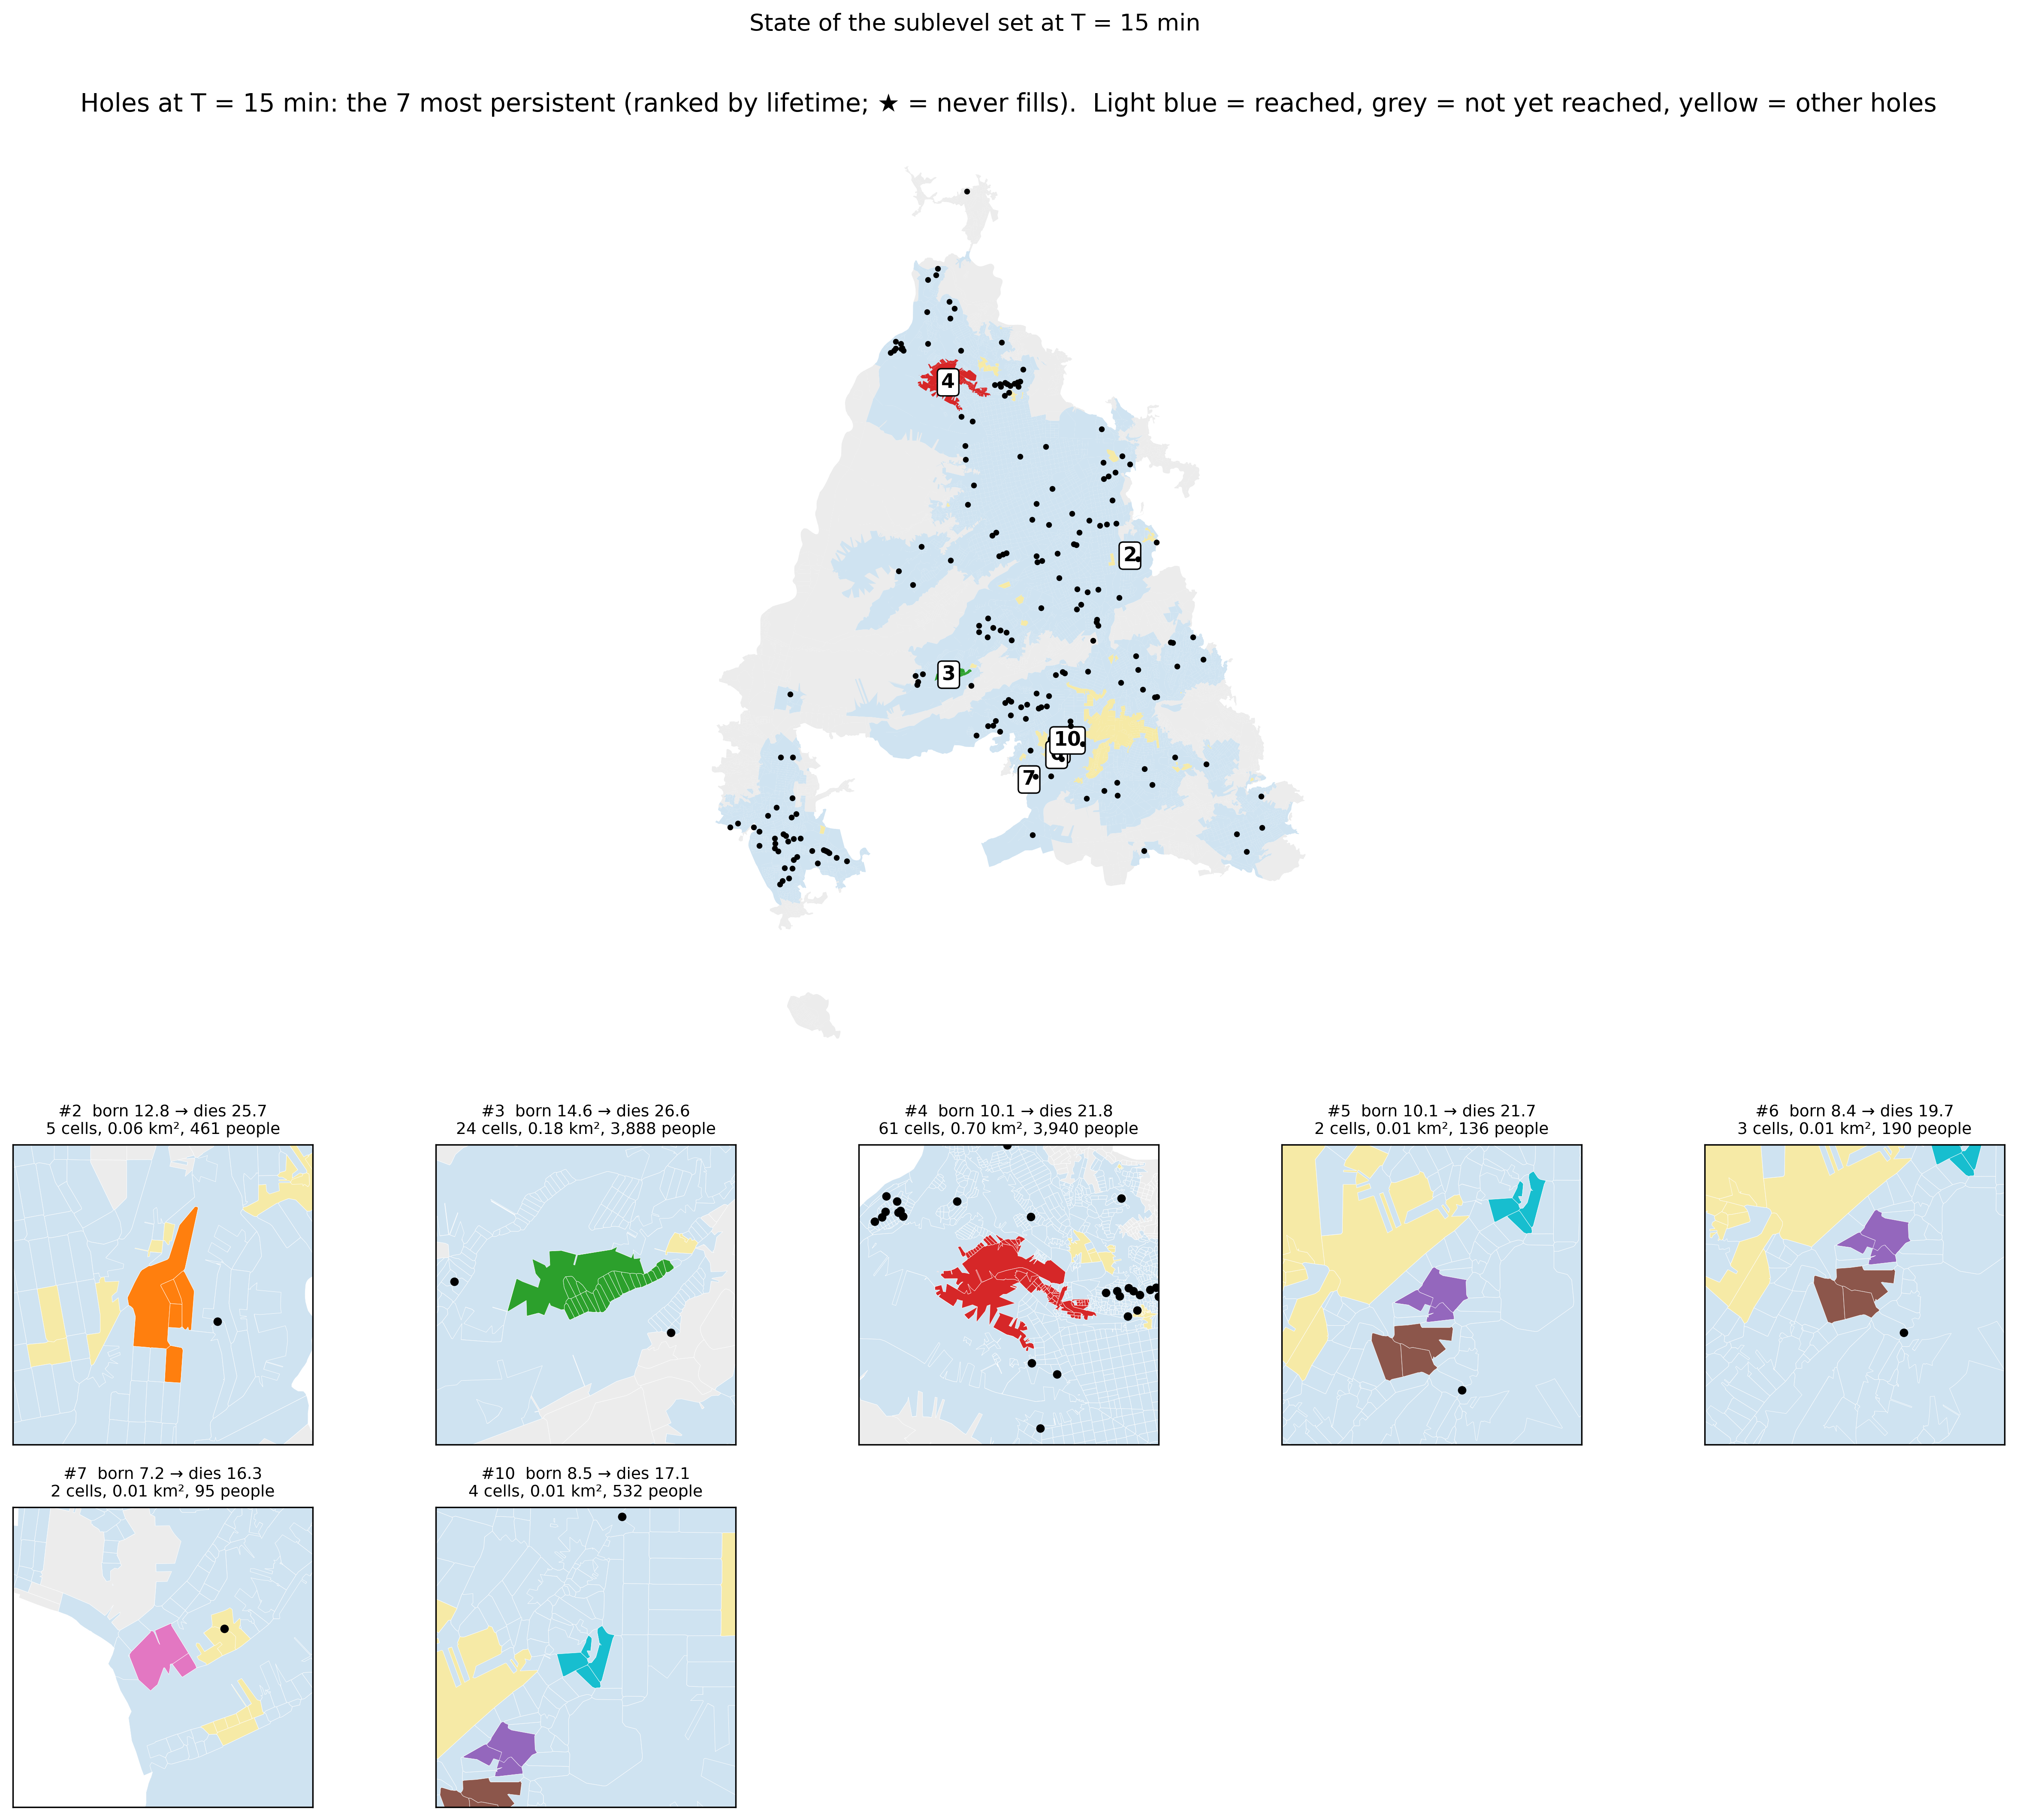 State of the sublevel set at T = 15 min
Holes at T = 15 min: the 7 most persistent (ranked by lifetime; ★ = never fills).  Light blue = reached, grey = not yet reached, yellow = other holes
4
2
3
10
7
#2  born 12.8 → dies 25.7
5 cells, 0.06 km², 461 people
#3  born 14.6 → dies 26.6
24 cells, 0.18 km², 3,888 people
#4  born 10.1 → dies 21.8
61 cells, 0.70 km², 3,940 people
#5  born 10.1 → dies 21.7
2 cells, 0.01 km², 136 people
#6  born 8.4 → dies 19.7
3 cells, 0.01 km², 190 people
#7  born 7.2 → dies 16.3
2 cells, 0.01 km², 95 people
#10  born 8.5 → dies 17.1
4 cells, 0.01 km², 532 people